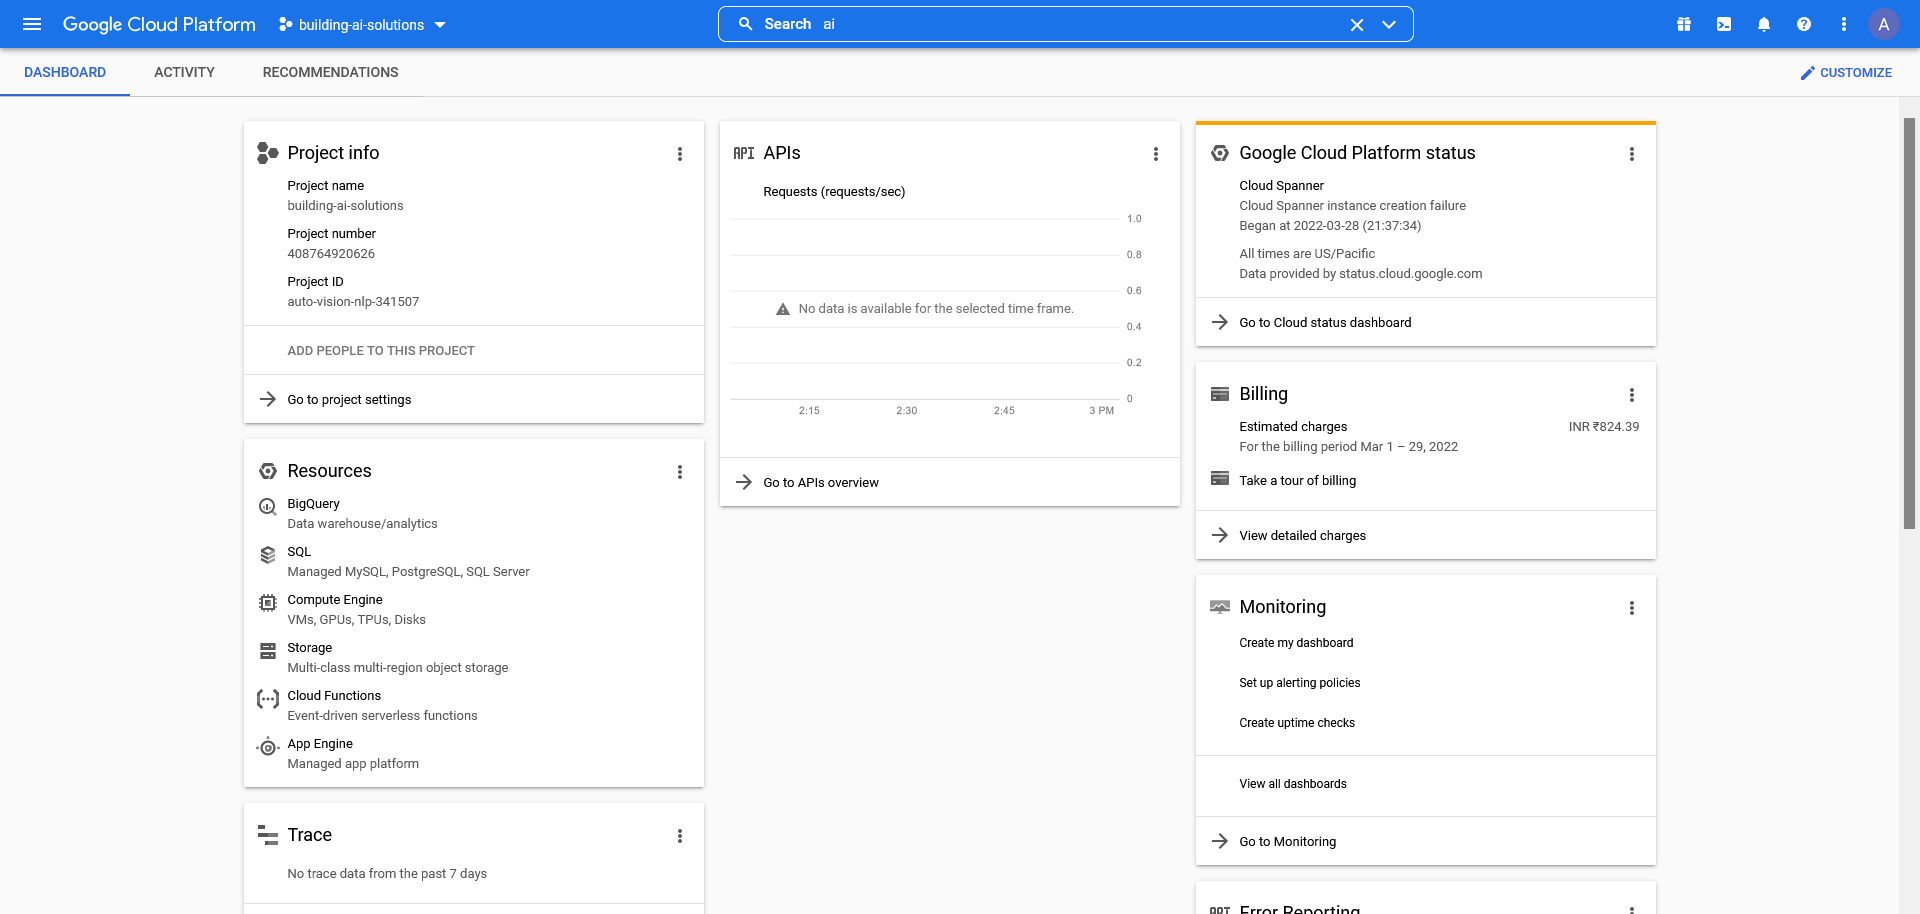 Google Cloud Platform
building-ai-solutions
Search ai
A
DASHBOARD
ACTIVITY
RECOMMENDATIONS
CUSTOMIZE
Project info
Project name
building-ai-solutions
Project number
408764920626
Project ID
auto-vision-nlp-341507
ADD PEOPLE TO THIS PROJECT
Go to project settings
Resources
BigQuery
Data warehouse/analytics
SQL
Managed MySQL, PostgreSQL, SQL Server
Compute Engine
VMs, GPUs, TPUs, Disks
Storage
Multi-class multi-region object storage
Cloud Functions
Event-driven serverless functions
App Engine
Managed app platform
Trace
No trace data from the past 7 days
API APIs
Requests (requests/sec)
1.0
0.8
0.6
No data is available for the selected time frame.
0.4
0.2
0
2:15 2:30 2:45 3 PM
Go to APIs overview
Google Cloud Platform status
Cloud Spanner
Cloud Spanner instance creation failure
Began at 2022-03-28 (21:37:34)
All times are US/Pacific
Data provided by status.cloud.google.com
Go to Cloud status dashboard
Billing
Estimated charges INR ₹824.39
For the billing period Mar 1 – 29, 2022
Take a tour of billing
View detailed charges
Monitoring
Create my dashboard
Set up alerting policies
Create uptime checks
View all dashboards
Go to Monitoring
API Error Reporting